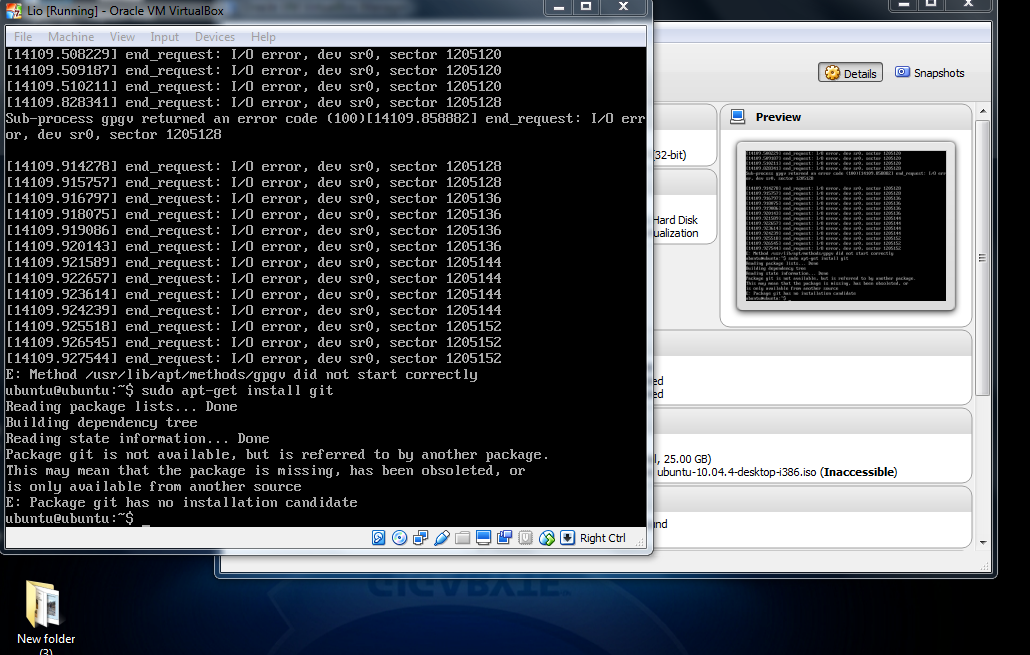 Lio [Running] - Oracle VM VirtualBox
File Machine View Input Devices Help
[14109.508229] end_request: I/O error, dev sr0, sector 1205120
[14109.509187] end_request: I/O error, dev sr0, sector 1205120
[14109.510211] end_request: I/O error, dev sr0, sector 1205120
[14109.828341] end_request: I/O error, dev sr0, sector 1205128
Sub-process gpgv returned an error code (100)[14109.858882] end_request: I/O err
or, dev sr0, sector 1205128
[14109.914278] end_request: I/O error, dev sr0, sector 1205128
[14109.915757] end_request: I/O error, dev sr0, sector 1205128
[14109.916797] end_request: I/O error, dev sr0, sector 1205136
[14109.918075] end_request: I/O error, dev sr0, sector 1205136
[14109.919086] end_request: I/O error, dev sr0, sector 1205136
[14109.920143] end_request: I/O error, dev sr0, sector 1205136
[14109.921589] end_request: I/O error, dev sr0, sector 1205144
[14109.922657] end_request: I/O error, dev sr0, sector 1205144
[14109.923614] end_request: I/O error, dev sr0, sector 1205144
[14109.924239] end_request: I/O error, dev sr0, sector 1205144
[14109.925518] end_request: I/O error, dev sr0, sector 1205152
[14109.926545] end_request: I/O error, dev sr0, sector 1205152
[14109.927544] end_request: I/O error, dev sr0, sector 1205152
E: Method /usr/lib/apt/methods/gpgv did not start correctly
ubuntu@ubuntu:~$ sudo apt-get install git
Reading package lists... Done
Building dependency tree
Reading state information... Done
Package git is not available, but is referred to by another package.
This may mean that the package is missing, has been obsoleted, or
is only available from another source
E: Package git has no installation candidate
ubuntu@ubuntu:~$ _
Right Ctrl
Details Snapshots
Preview
(32-bit)
Hard Disk
ualization
ed
ed
l, 25.00 GB)
ubuntu-10.04.4-desktop-i386.iso (Inaccessible)
und
New folder
(3)